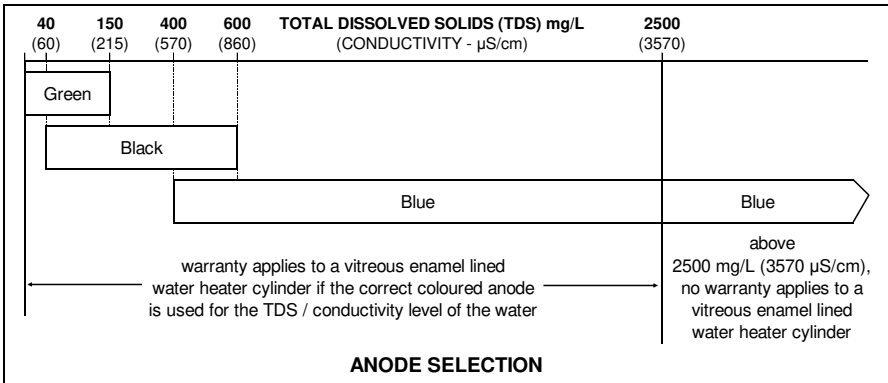 40 150 400 600 TOTAL DISSOLVED SOLIDS (TDS) mg/L 2500
(60) (215) (570) (860) (CONDUCTIVITY - µS/cm) (3570)
Green
Black
Blue Blue
above
2500 mg/L (3570 µS/cm),
no warranty applies to a
vitreous enamel lined
water heater cylinder
warranty applies to a vitreous enamel lined
water heater cylinder if the correct coloured anode
is used for the TDS / conductivity level of the water
ANODE SELECTION